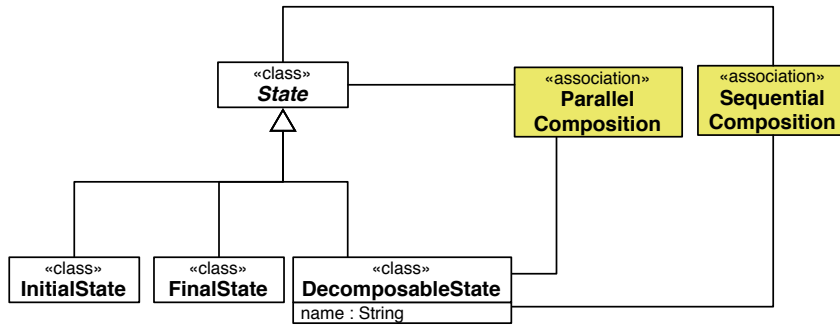 «class»
State
«association»
Parallel
Composition
«association»
Sequential
Composition
«class»
InitialState
«class»
FinalState
«class»
DecomposableState
name : String